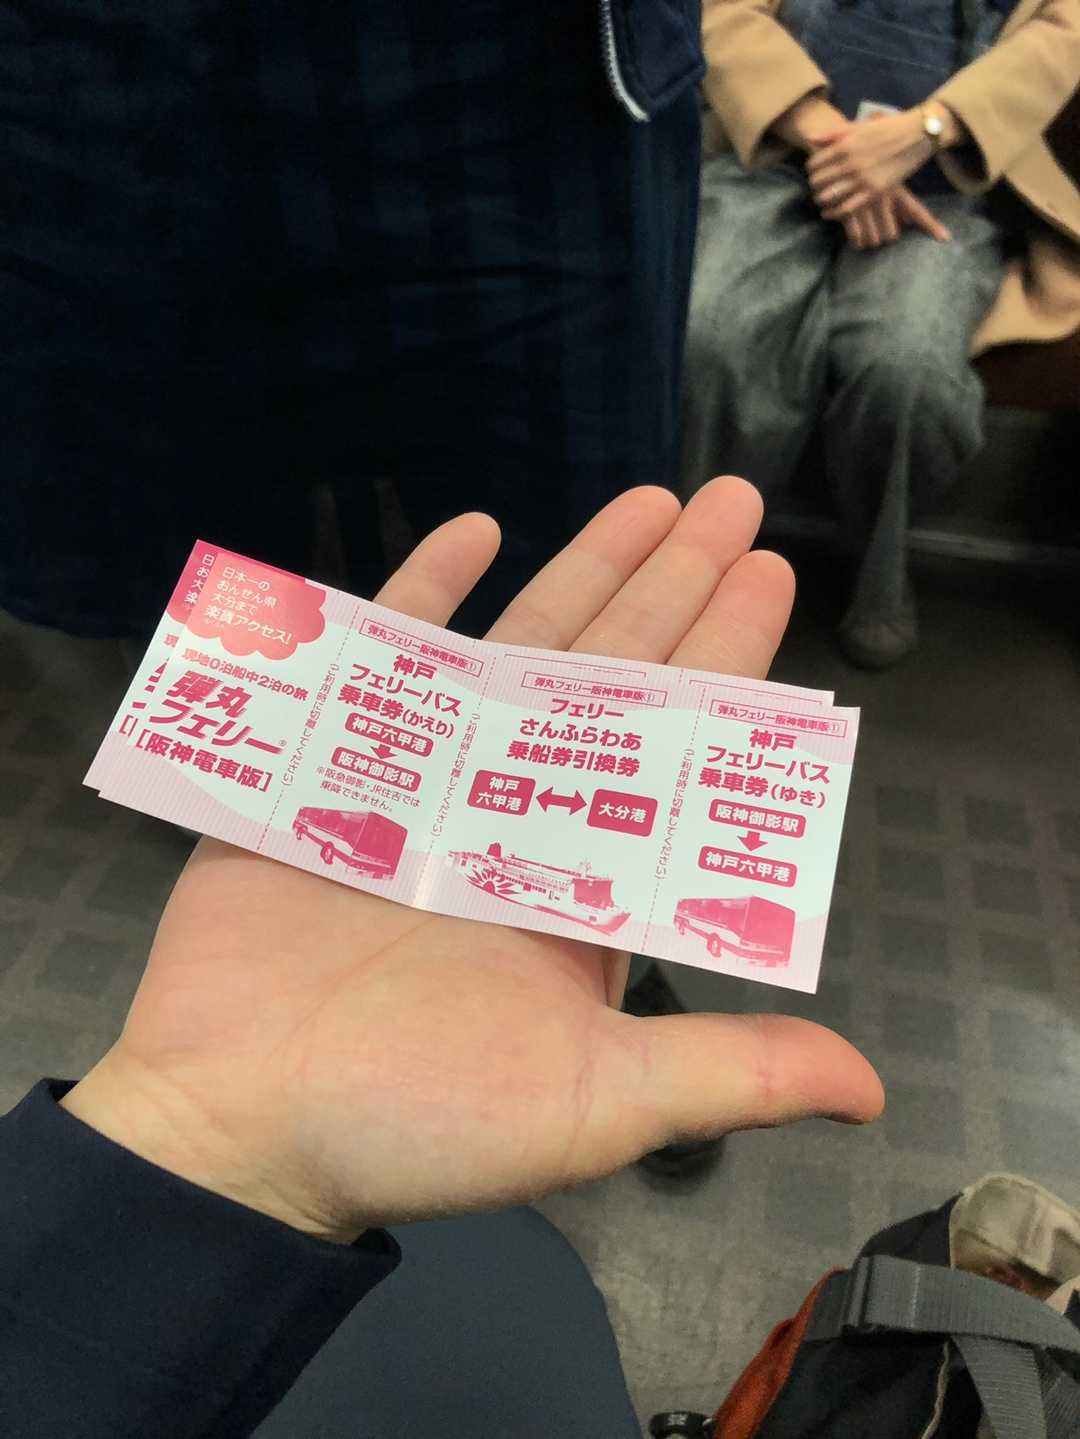 日
お
大
楽
現
日本一の
おんせん県
大分まで
楽賃アクセス!
らくちん
現地0泊船中2泊の旅
弾丸
フェリー®
[阪神電車版]
(ご利用時に切離してください)
弾丸フェリー阪神電車版①
神戸
フェリーバス
乗車券(かえり)
神戸六甲港
阪神御影駅
※阪急御影・JR住吉では
乗降できません。
(ご利用時に切離してください)
弾丸フェリー阪神電車版①
フェリー
さんふらわあ
乗船券引換券
神戸
六甲港
大分港
(ご利用時に切離してください)
弾丸フェリー阪神電車版①
神戸
フェリーバス
乗車券(ゆき)
阪神御影駅
神戸六甲港